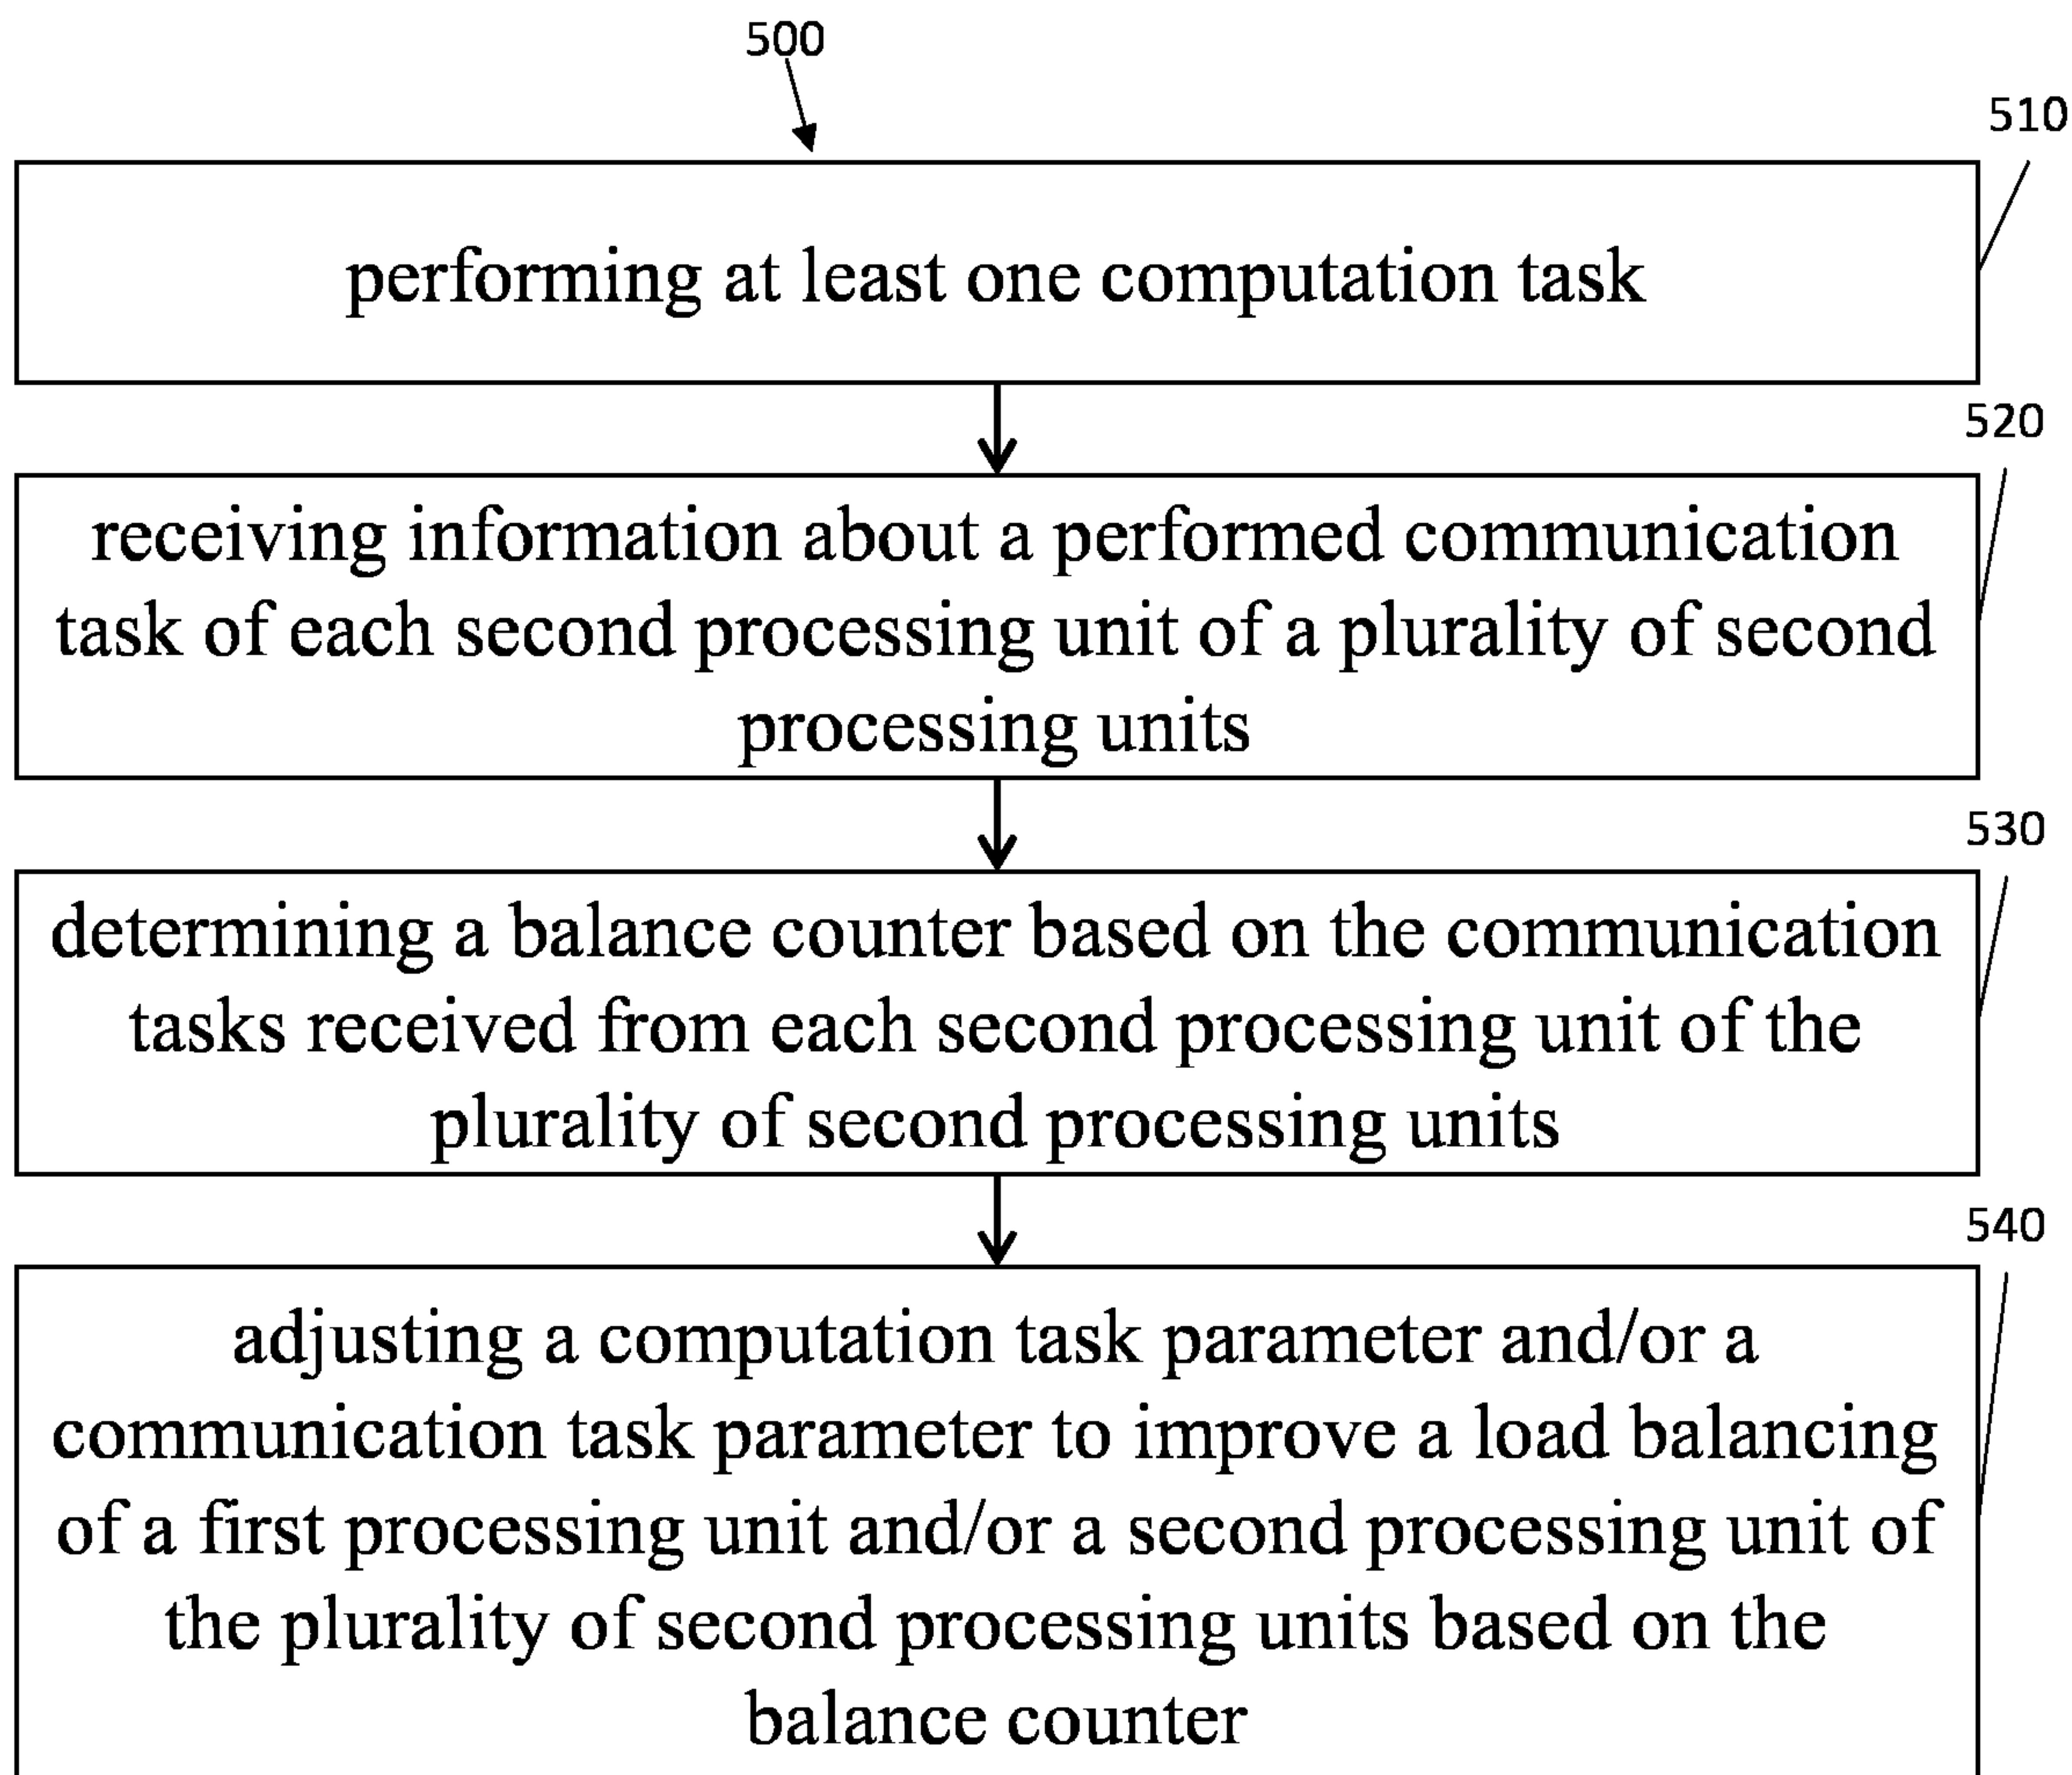 500
510
performing at least one computation task
520
receiving information about a performed communication
task of each second processing unit of a plurality of second
processing units
530
determining a balance counter based on the communication
tasks received from each second processing unit of the
plurality of second processing units
540
adjusting a computation task parameter and/or a
communication task parameter to improve a load balancing
of a first processing unit and/or a second processing unit of
the plurality of second processing units based on the
balance counter